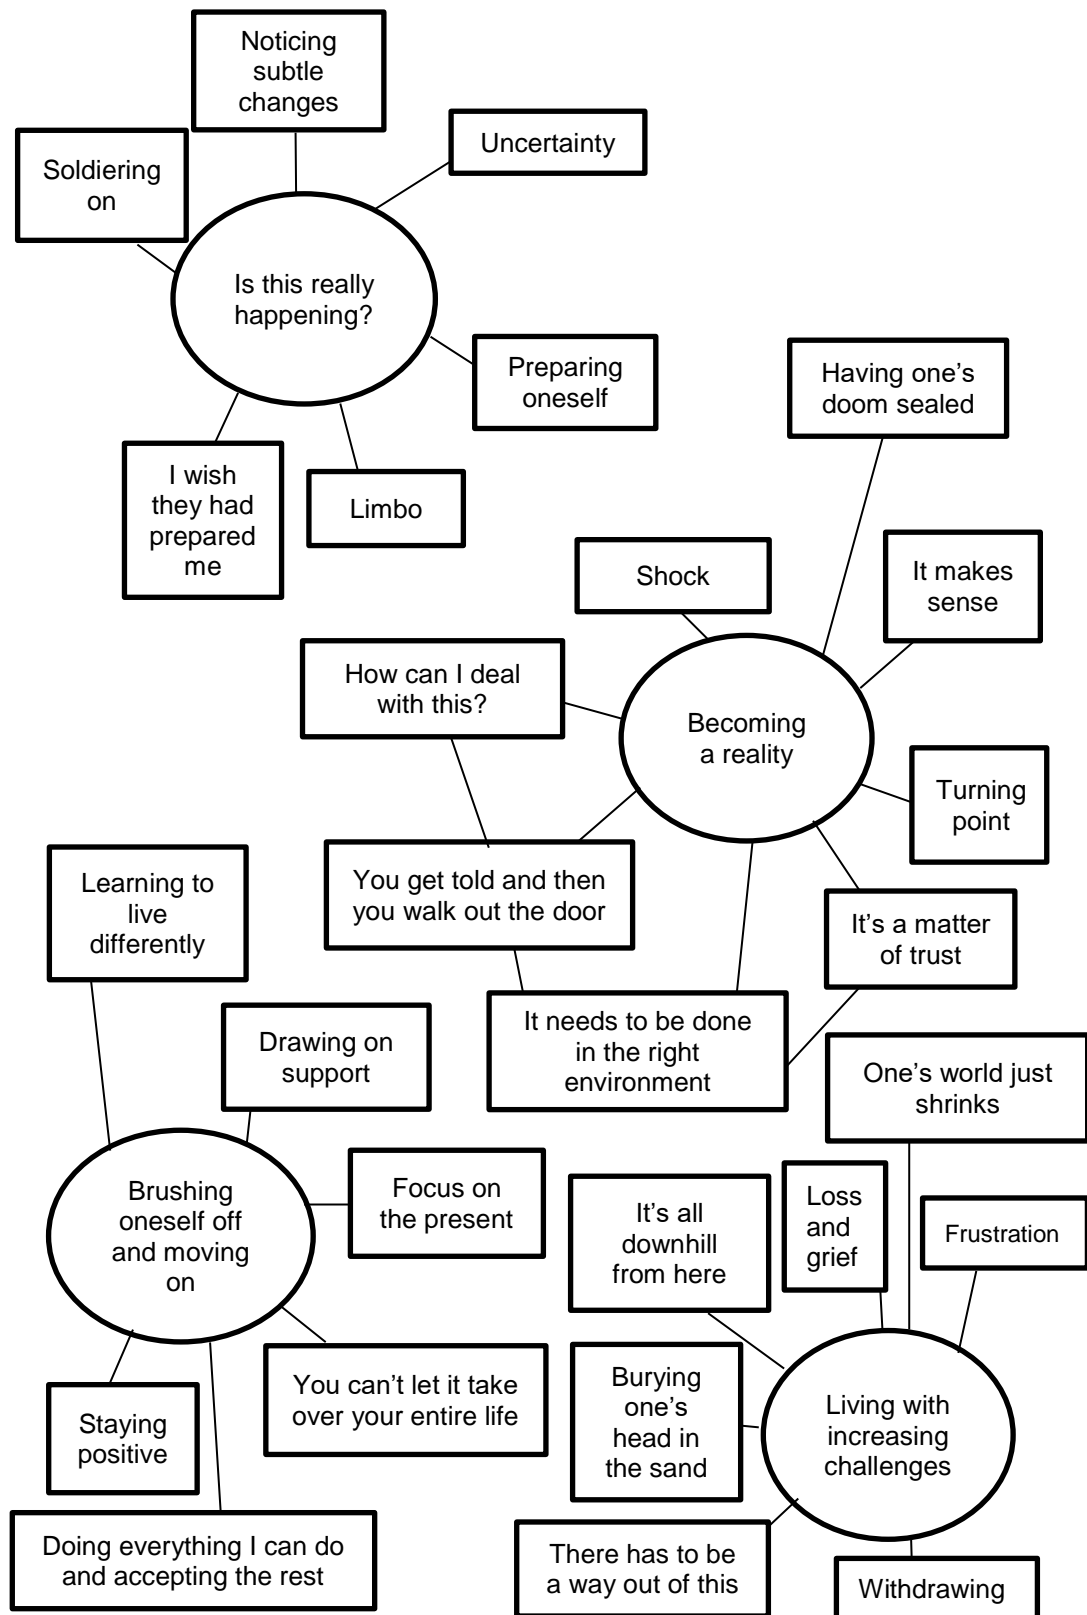 Noticing
subtle
changes
Uncertainty
Soldiering
on
Is this really
happening?
Preparing
oneself
I wish
they had
prepared
me
Limbo
Having one’s
doom sealed
Shock
It makes
sense
How can I deal
with this?
Becoming
a reality
Turning
point
You get told and then
you walk out the door
It’s a matter
of trust
It needs to be done
in the right
environment
Learning to
live
differently
Drawing on
support
Brushing
oneself off
and moving
on
Focus on
the present
You can’t let it take
over your entire life
Staying
positive
Doing everything I can do
and accepting the rest
One’s world just
shrinks
Loss
and
grief
Frustration
It’s all
downhill
from here
Burying
one’s
head in
the sand
Living with
increasing
challenges
There has to be
a way out of this
Withdrawing